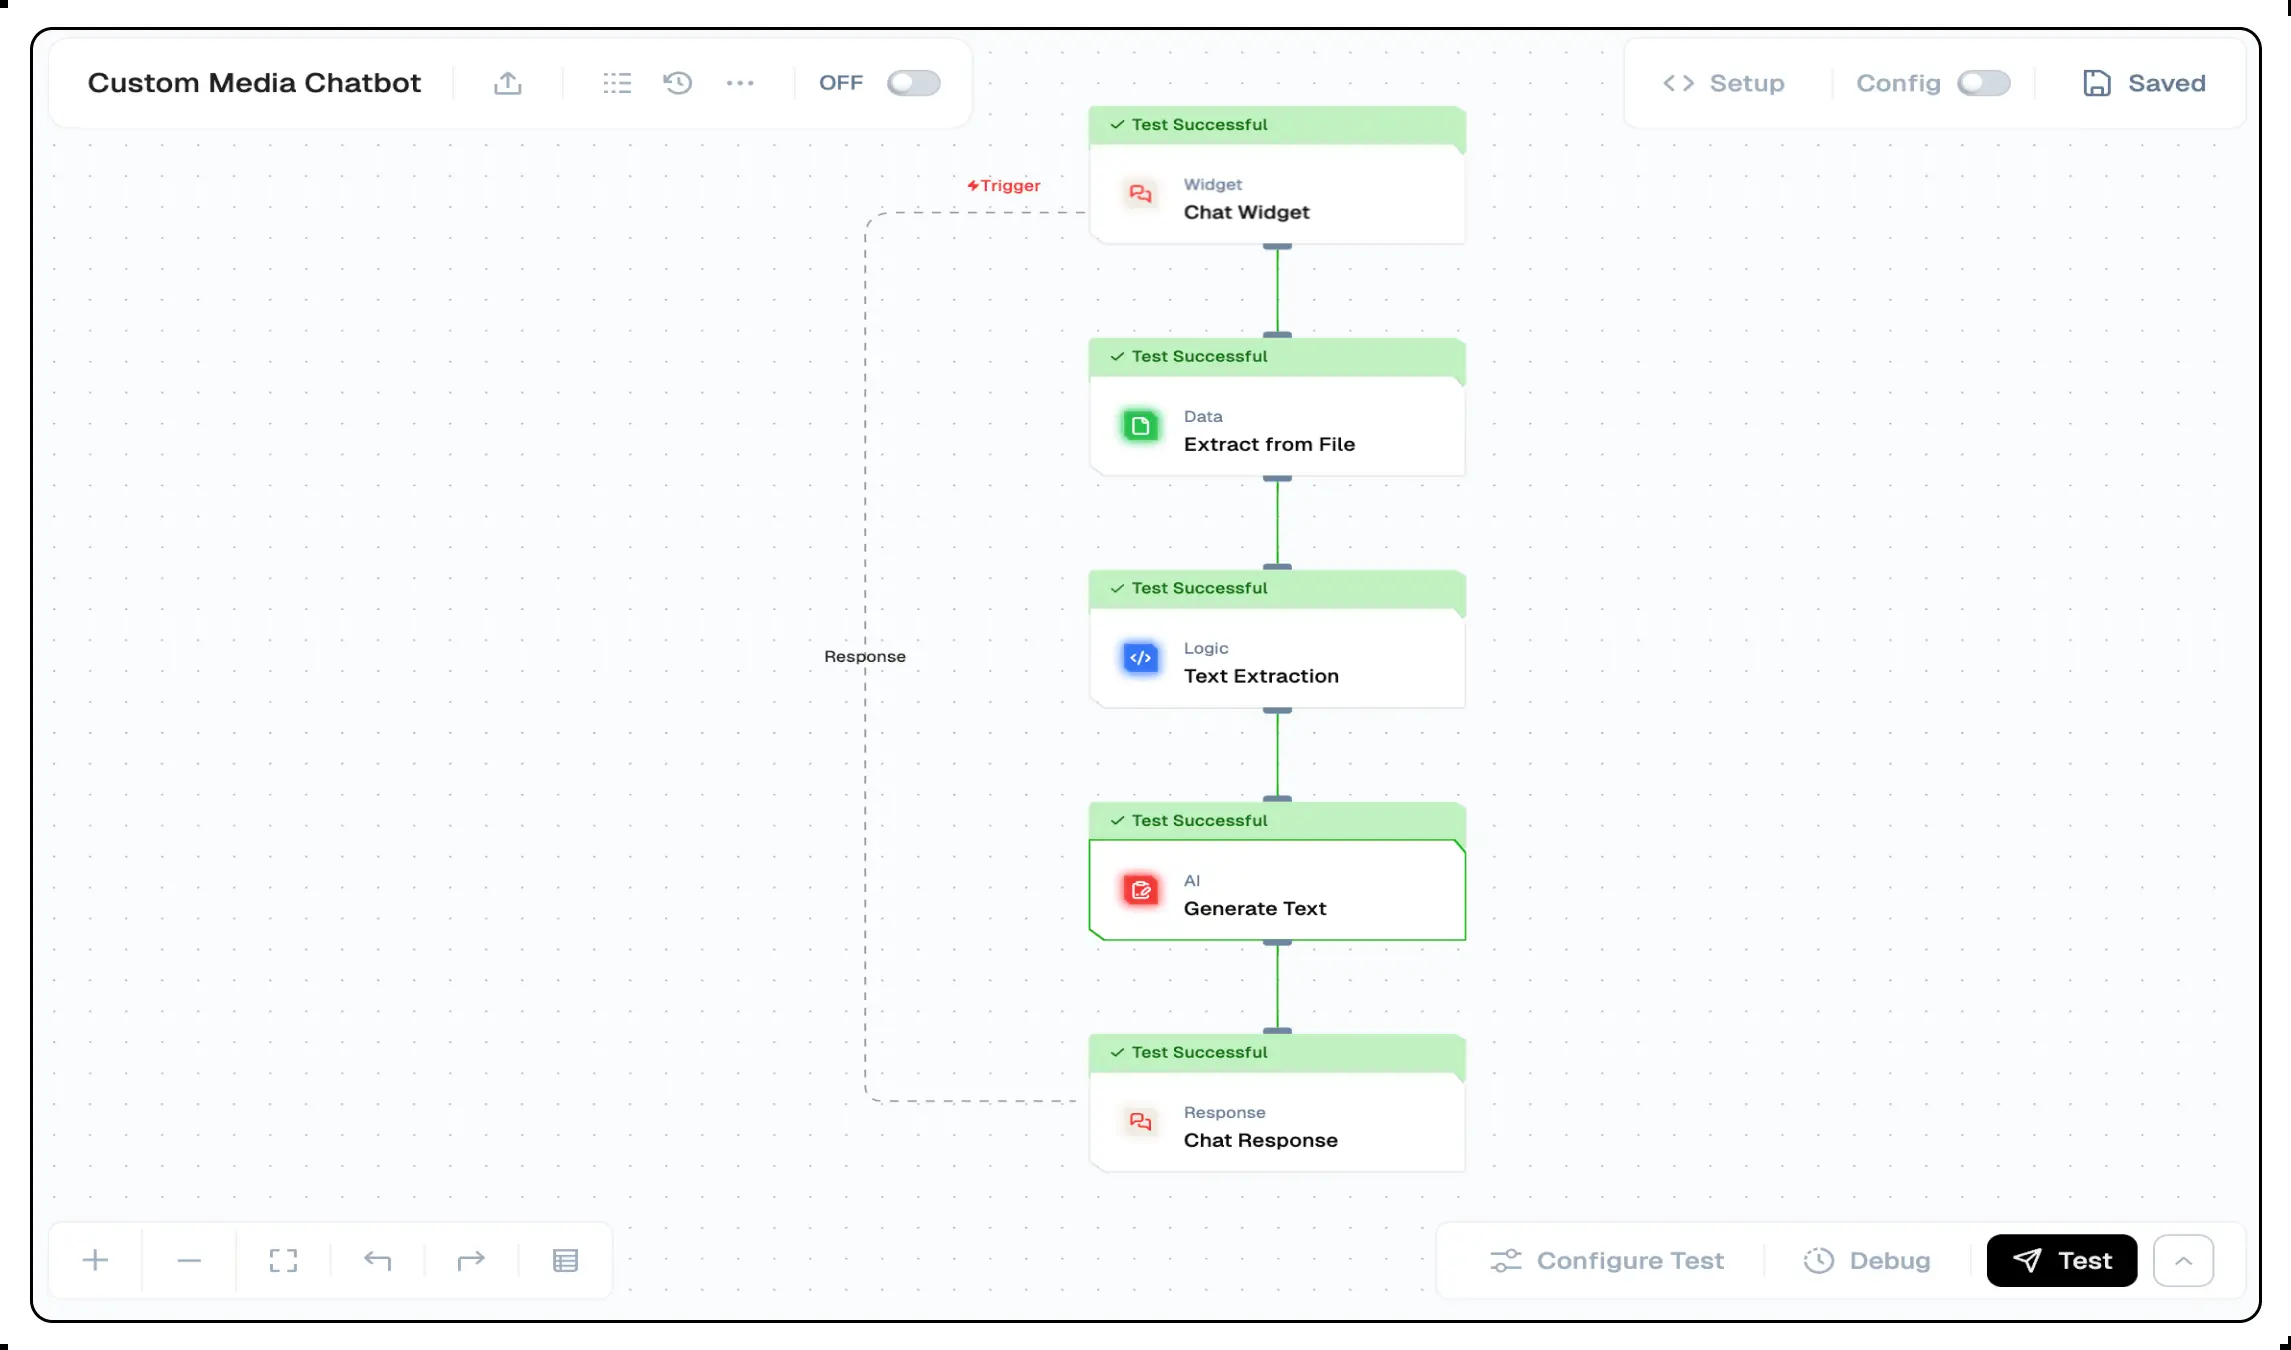 Custom Media Chatbot
OFF
Setup
Config
Saved
Test Successful
Trigger
Widget
Chat Widget
Test Successful
Data
Extract from File
Test Successful
Response
Logic
Text Extraction
Test Successful
AI
Generate Text
Test Successful
Response
Chat Response
Configure Test
Debug
Test